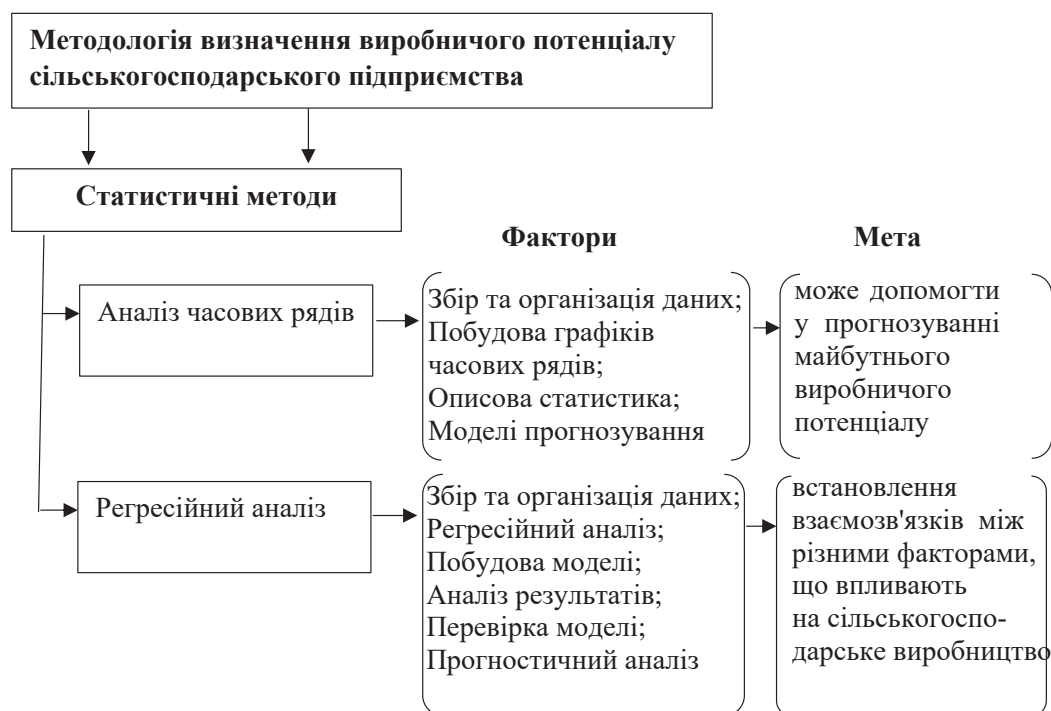 Методологія визначення виробничого потенціалу
сільськогосподарського підприємства
Статистичні методи
Фактори
Мета
Аналіз часових рядів
Збір та організація даних;
Побудова графіків
часових рядів;
Описова статистика;
Моделі прогнозування
може допомогти
у прогнозуванні
майбутнього
виробничого
потенціалу
Регресійний аналіз
Збір та організація даних;
Регресійний аналіз;
Побудова моделі;
Аналіз результатів;
Перевірка моделі;
Прогностичний аналіз
встановлення
взаємозв'язків між
різними факторами,
що впливають
на сільськогоспо-
дарське виробництво